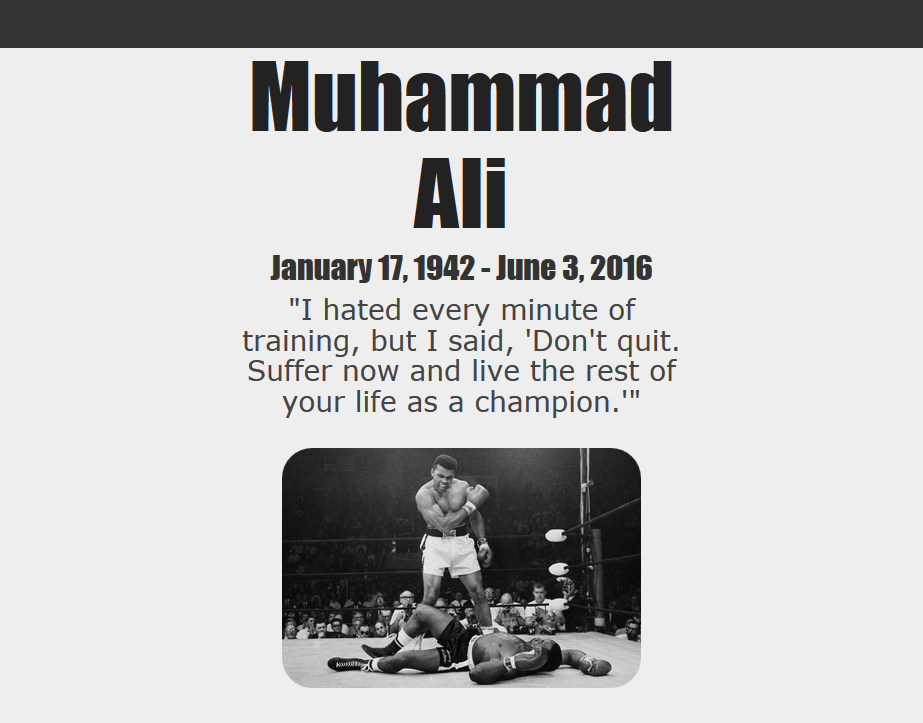 Muhammad
Ali
January 17, 1942 - June 3, 2016
"I hated every minute of
training, but I said, 'Don't quit.
Suffer now and live the rest of
your life as a champion.'"